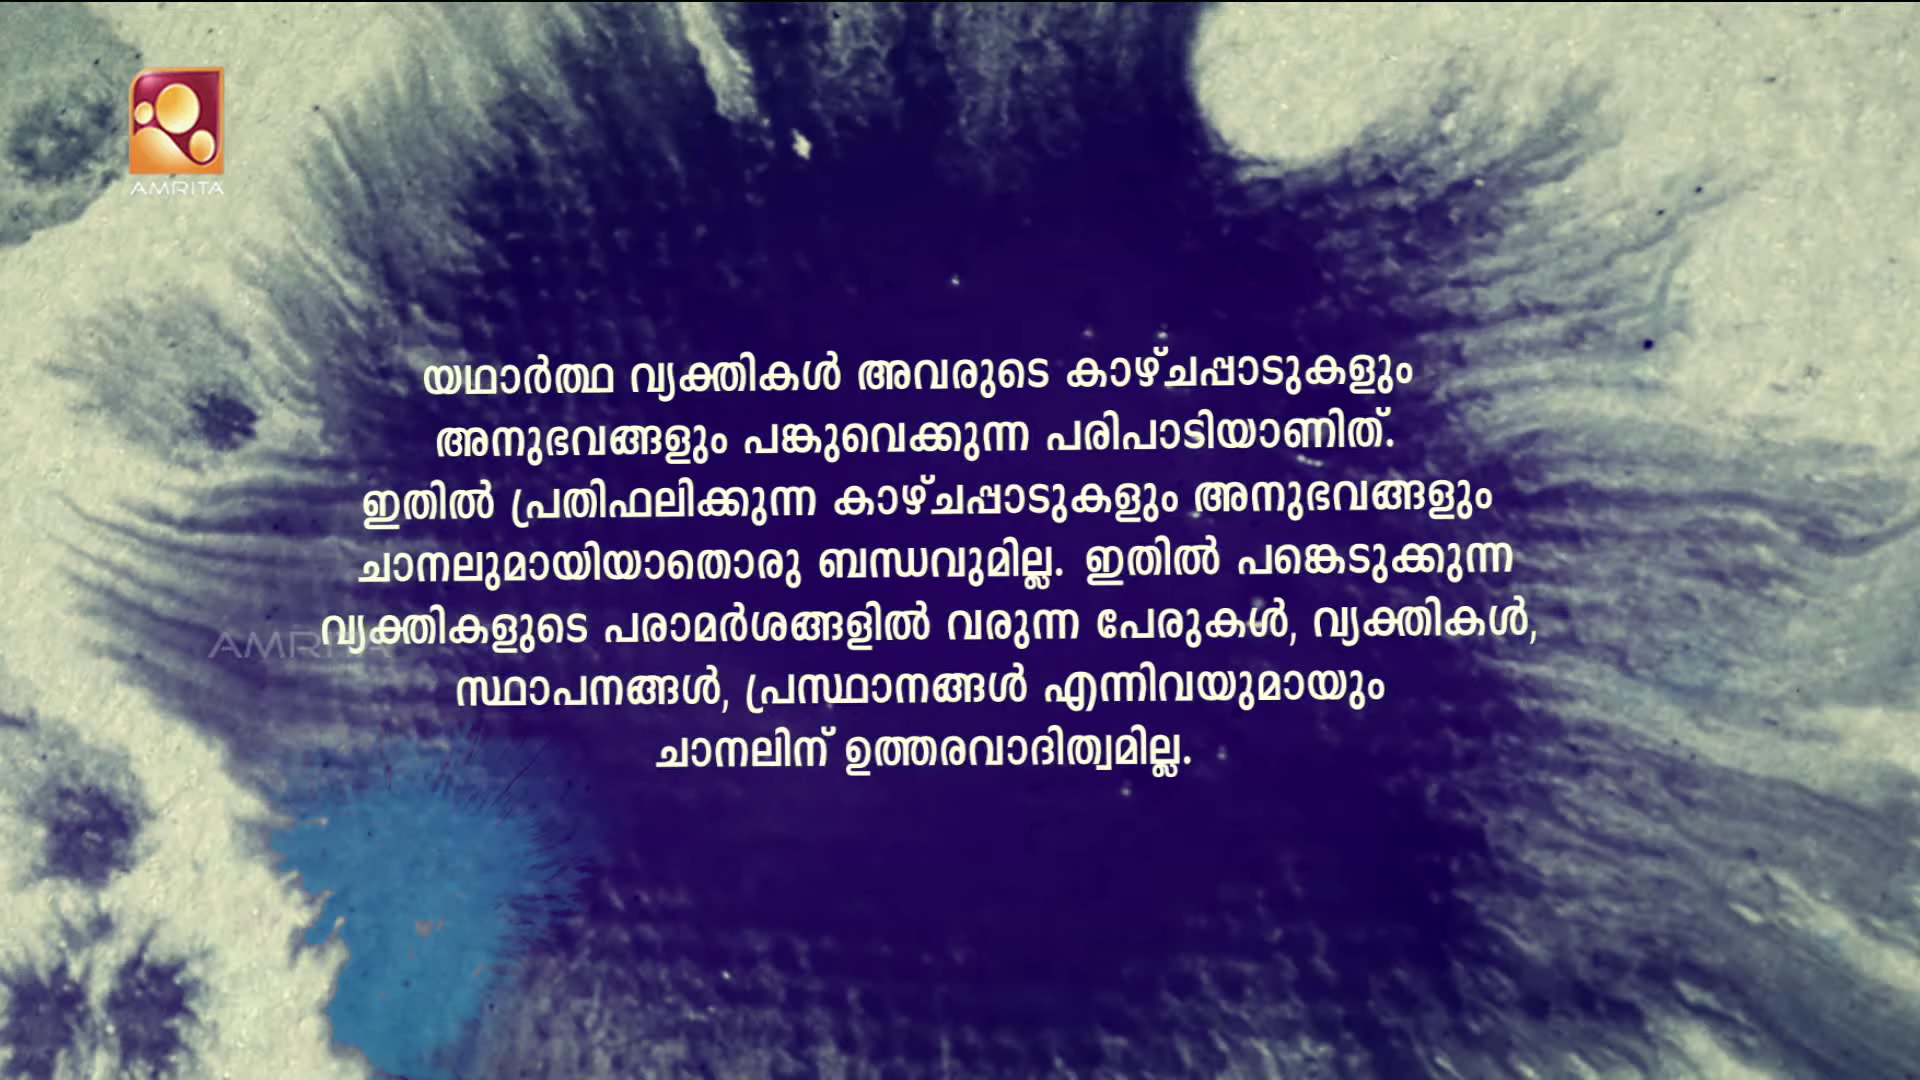 AMRITA
യഥാർത്ഥ വ്യക്തികൾ അവരുടെ കാഴ്ചപ്പാടുകളും
അനുഭവങ്ങളും പങ്കുവെക്കുന്ന പരിപാടിയാണിത്.
ഇതിൽ പ്രതിഫലിക്കുന്ന കാഴ്ചപ്പാടുകളും അനുഭവങ്ങളും
ചാനലുമായിയാതൊരു ബന്ധവുമില്ല. ഇതിൽ പങ്കെടുക്കുന്ന
വ്യക്തികളുടെ പരാമർശങ്ങളിൽ വരുന്ന പേരുകൾ, വ്യക്തികൾ,
സ്ഥാപനങ്ങൾ, പ്രസ്ഥാനങ്ങൾ എന്നിവയുമായും
ചാനലിന് ഉത്തരവാദിത്വമില്ല.